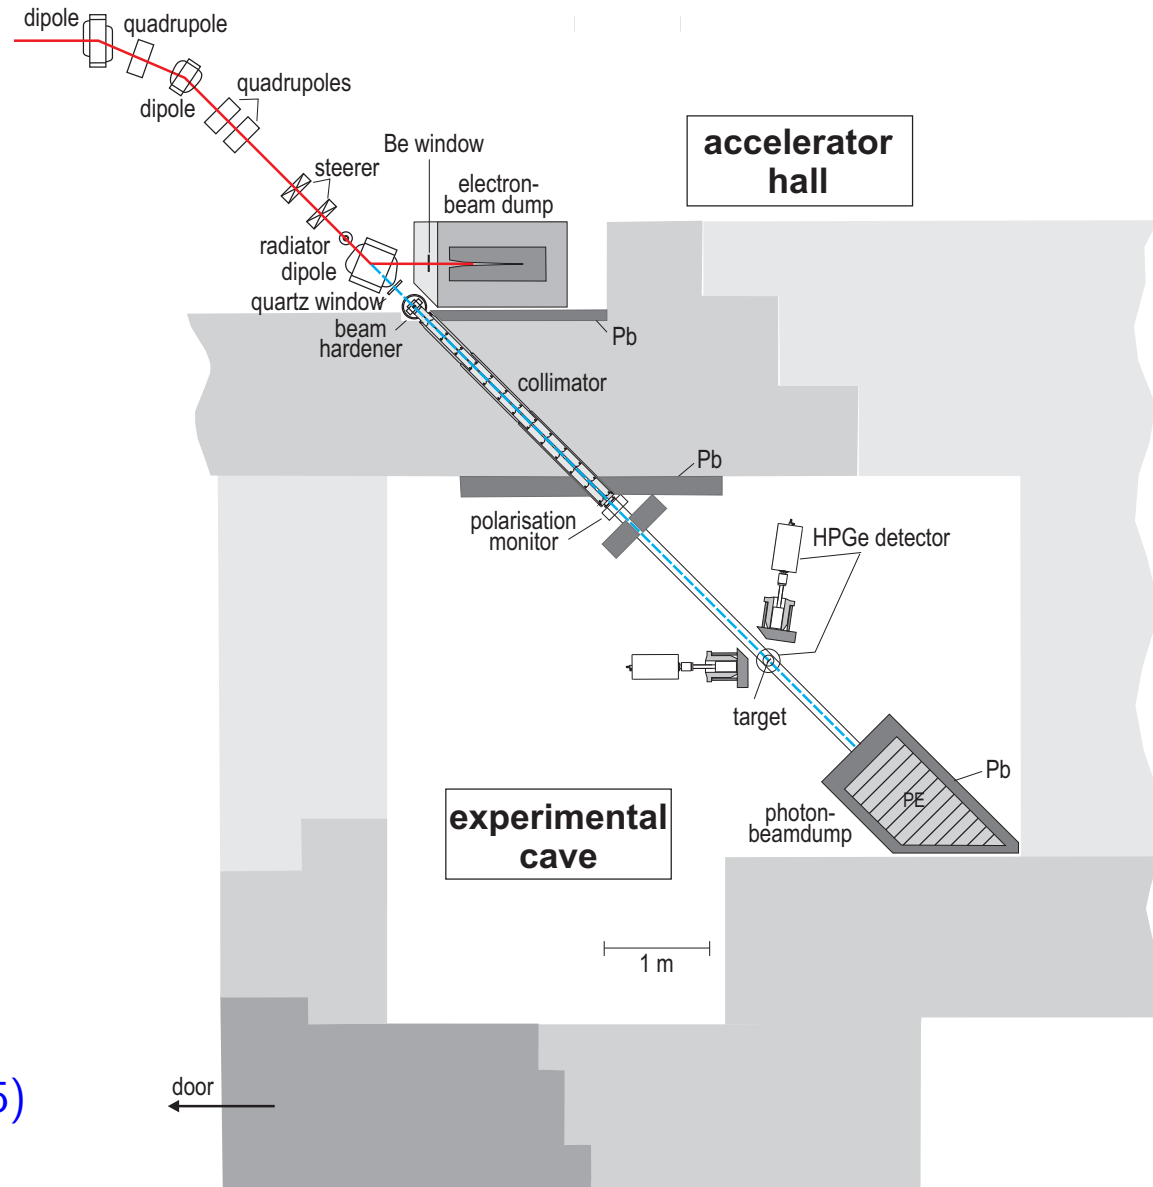 dipole
quadrupole
dipole
quadrupoles
steerer
Be window
electron-
beam dump
accelerator
hall
radiator
dipole
quartz window
beam
hardener
Pb
collimator
Pb
polarisation
monitor
HPGe detector
target
Pb
PE
photon-
beamdump
experimental
cave
1 m
door
5)